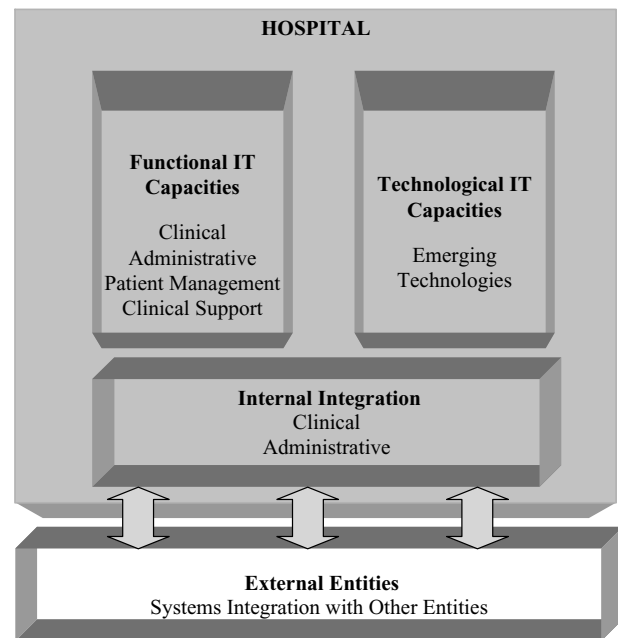 HOSPITAL
Functional IT
Capacities
Clinical
Administrative
Patient Management
Clinical Support
Technological IT
Capacities
Emerging
Technologies
Internal Integration
Clinical
Administrative
External Entities
Systems Integration with Other Entities